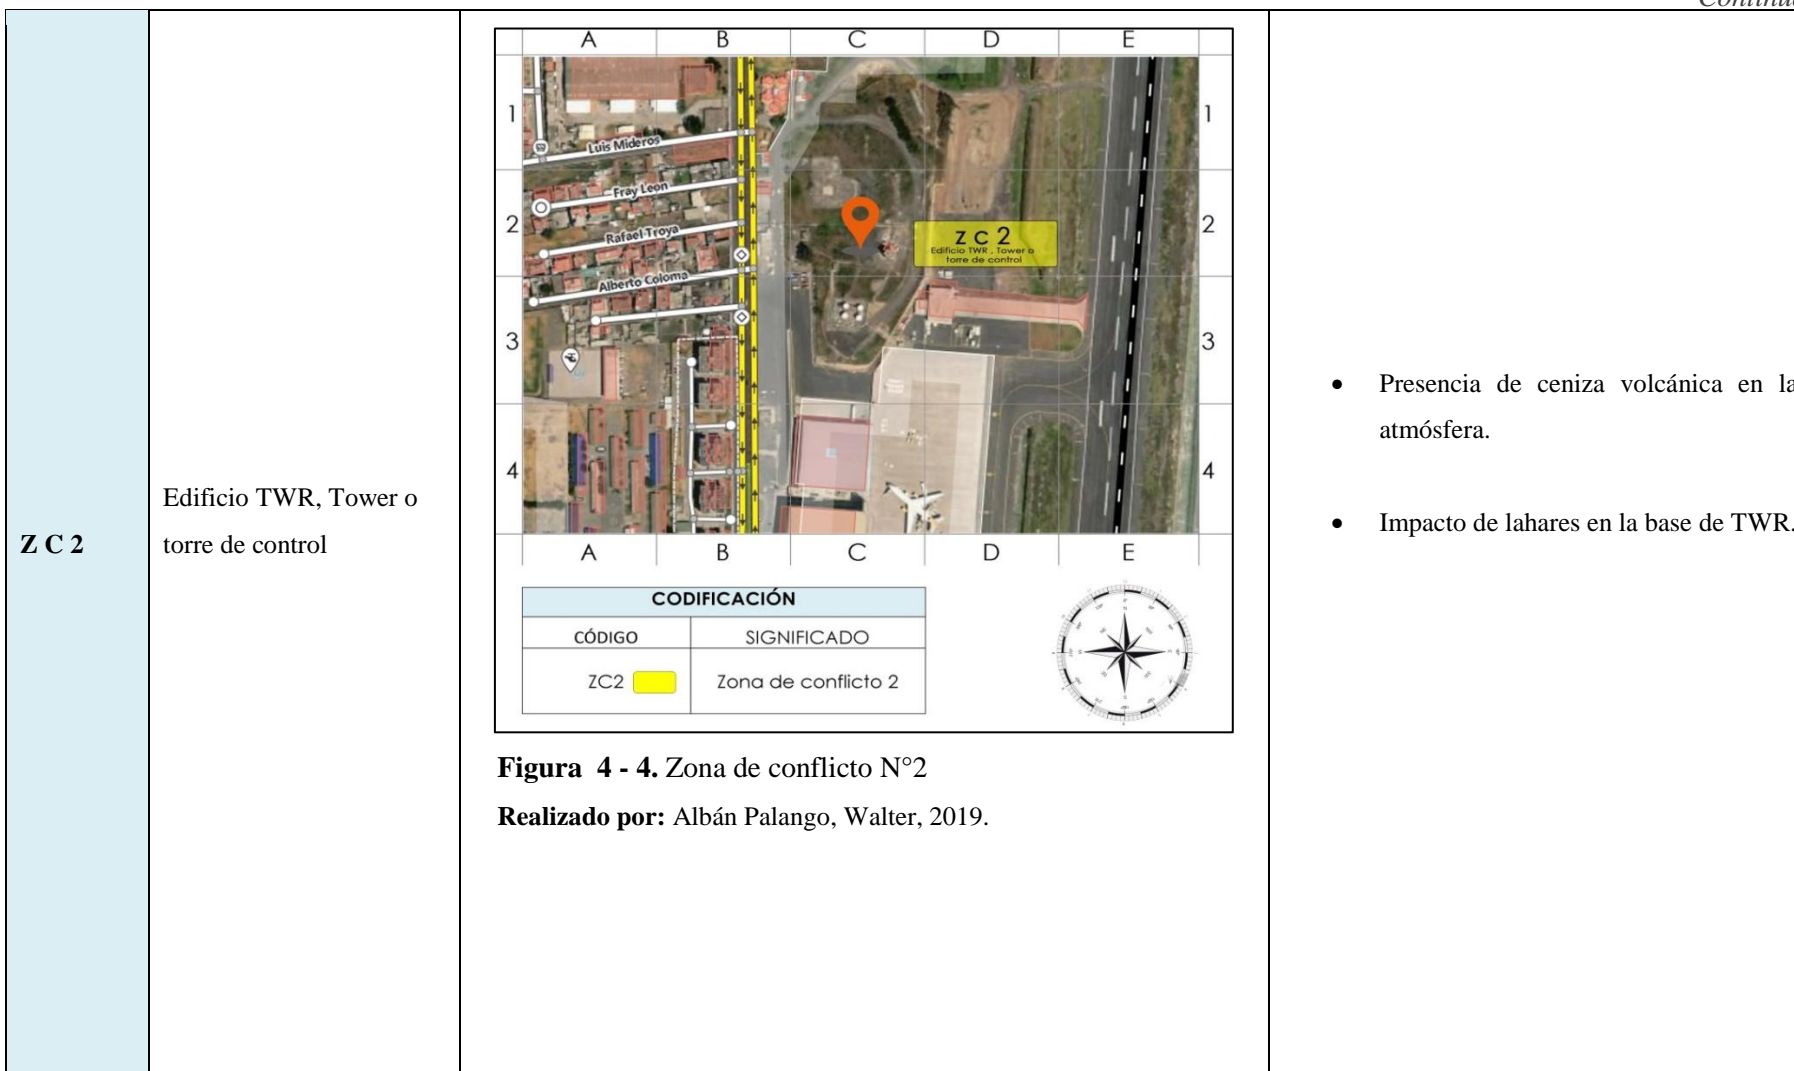 Z C 2
Edificio TWR, Tower o
torre de control
A B C D E
1 1
Luis Mideros
Fray Leon
2 2
Rafael Troya
Z C 2
Edificio TWR , Tower o
torre de control
Alberto Coloma
3 3
4 4
A B C D E
CODIFICACIÓN
CÓDIGO SIGNIFICADO
ZC2 Zona de conflicto 2
Figura 4 - 4. Zona de conflicto N°2
Realizado por: Albán Palango, Walter, 2019.
• Presencia de ceniza volcánica en la
atmósfera.
• Impacto de lahares en la base de TWR.